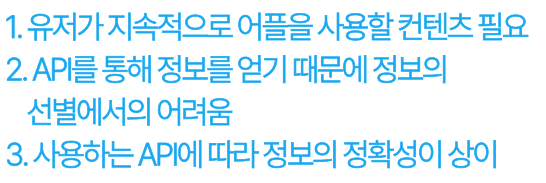 1. 유저가 지속적으로 어플을 사용할 컨텐츠 필요
2. API를 통해 정보를 얻기 때문에 정보의
선별에서의 어려움
3. 사용하는 API에 따라 정보의 정확성이 상이